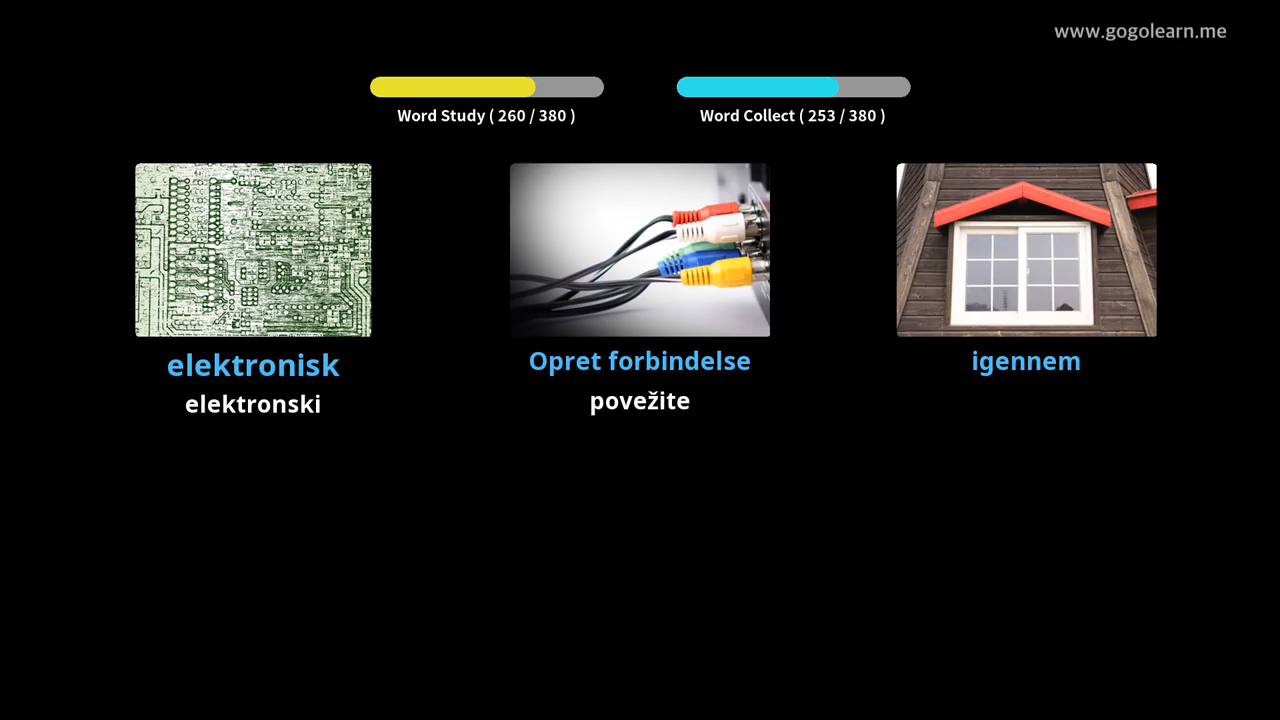 www.gogolearn.me
Word Study ( 260 / 380 )
Word Collect ( 253 / 380 )
elektronisk
elektronski
Opret forbindelse
povežite
igennem